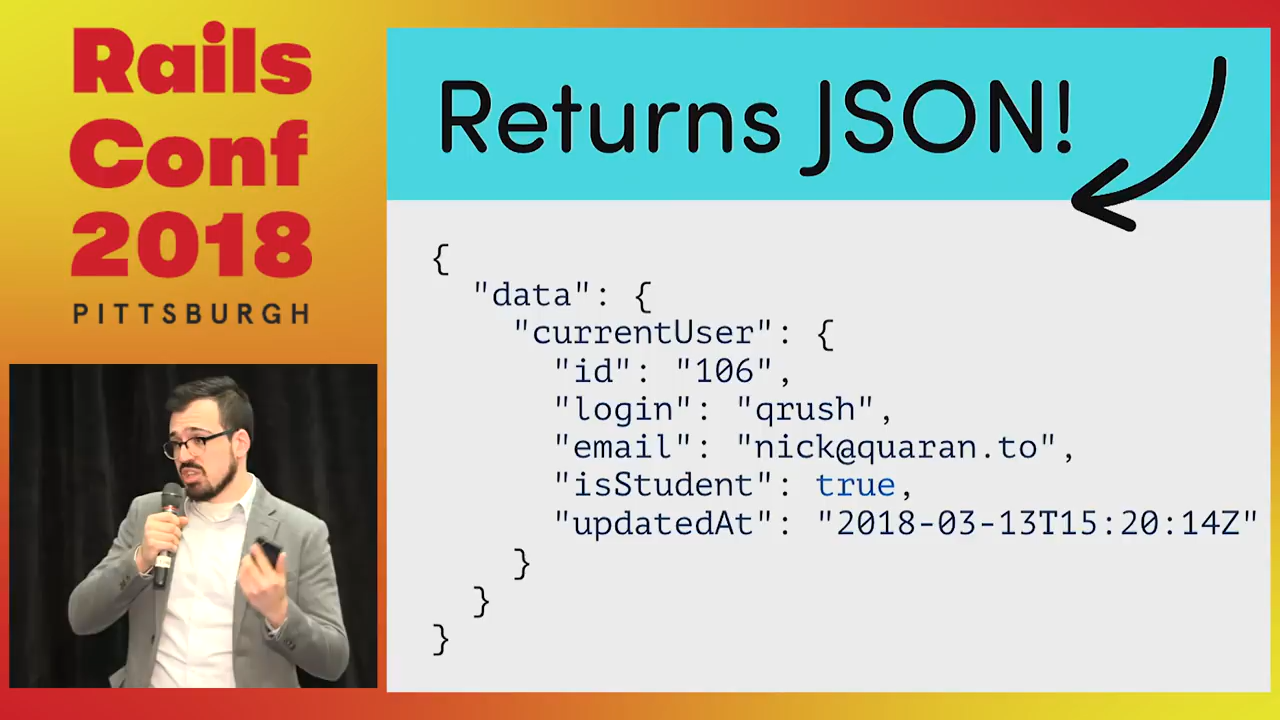 Rails
Conf
2018
PITTSBURGH
Returns JSON!
{
"data": {
"currentUser": {
"id": "106",
"login": "qrush",
"email": "nick@quaran.to",
"isStudent": true,
"updatedAt": "2018-03-13T15:20:14Z"
}
}
}